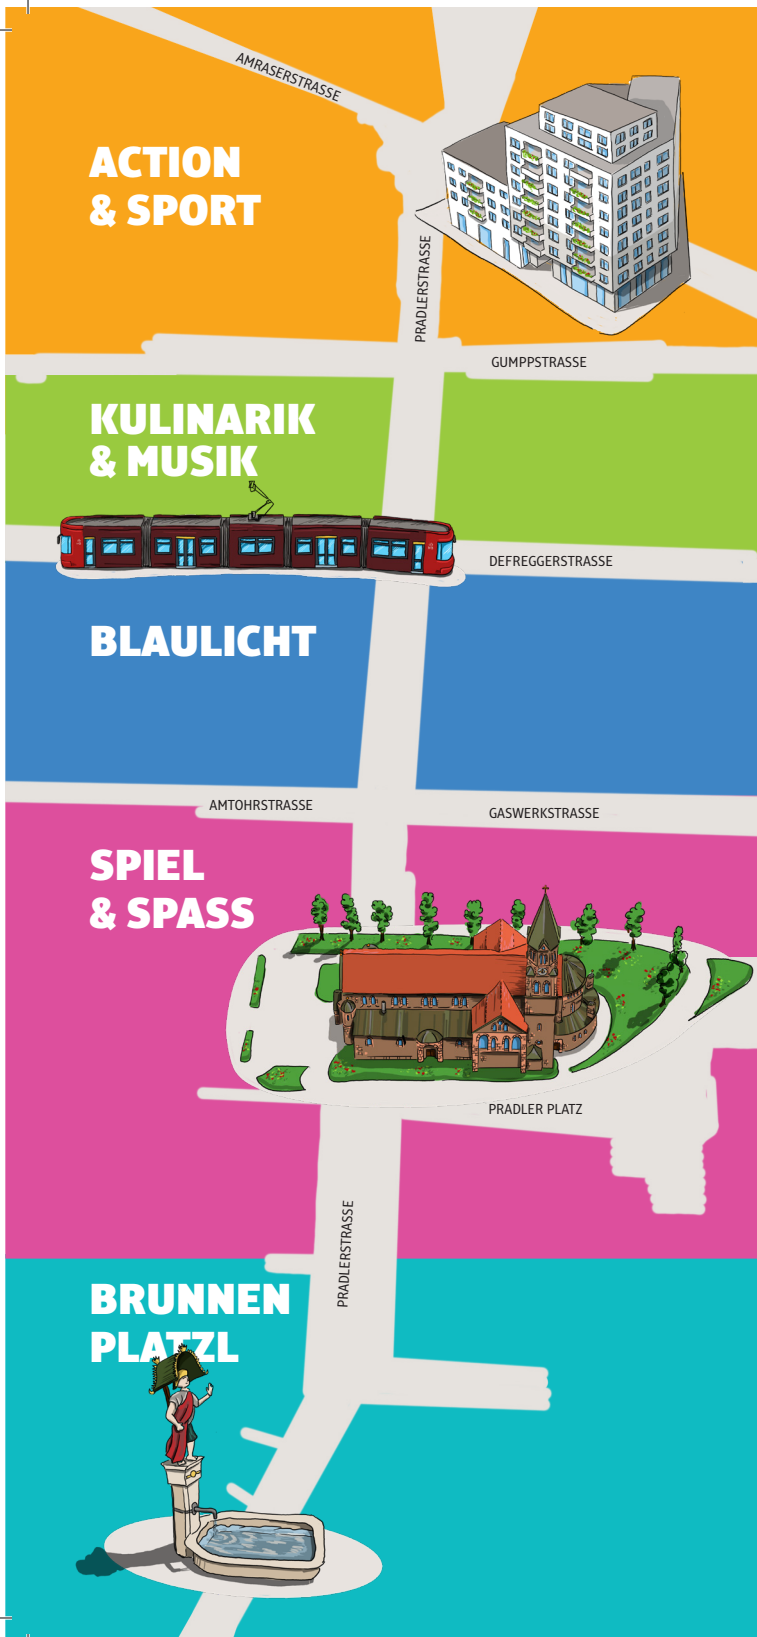 AMRASERSTRASSE
ACTION
& SPORT
PRADLERSTRASSE
GUMPPSTRASSE
KULINARIK
& MUSIK
DEFREGGERSTRASSE
BLAULICHT
AMTOHRSTRASSE
GASWERKSTRASSE
SPIEL
& SPASS
PRADLER PLATZ
PRADLERSTRASSE
BRUNNEN
PLATZL